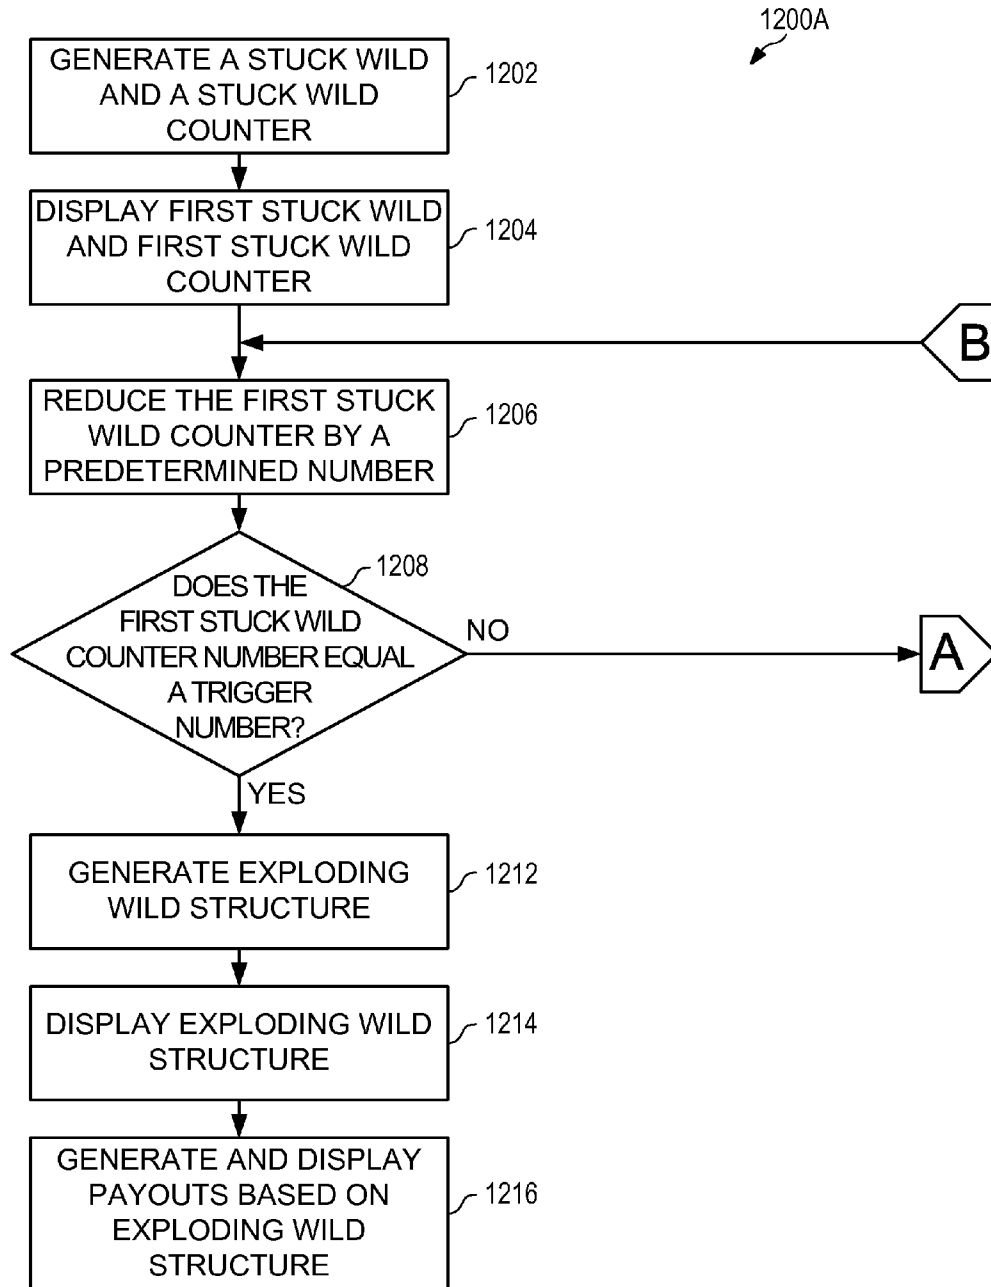 1200A
GENERATE A STUCK WILD
AND A STUCK WILD
COUNTER
1202
DISPLAY FIRST STUCK WILD
AND FIRST STUCK WILD
COUNTER
1204
B
REDUCE THE FIRST STUCK
WILD COUNTER BY A
PREDETERMINED NUMBER
1206
DOES THE
FIRST STUCK WILD
COUNTER NUMBER EQUAL
A TRIGGER
NUMBER?
1208
NO
A
YES
GENERATE EXPLODING
WILD STRUCTURE
1212
DISPLAY EXPLODING WILD
STRUCTURE
1214
GENERATE AND DISPLAY
PAYOUTS BASED ON
EXPLODING WILD
STRUCTURE
1216